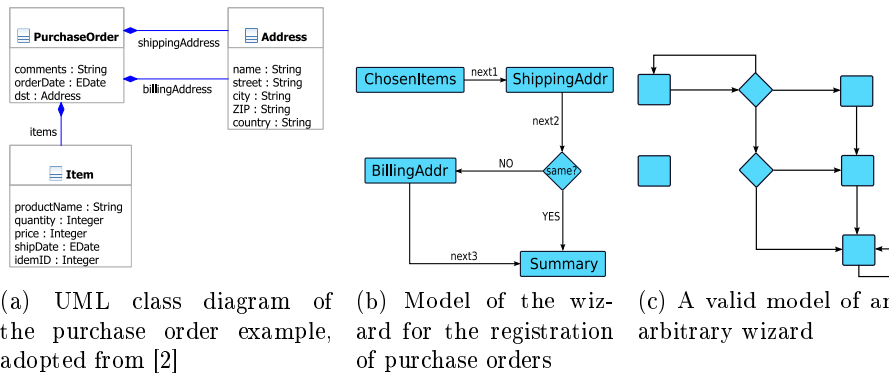 PurchaseOrder
comments : String
orderDate : EDate
dst : Address
shippingAddress
billingAddress
Address
name : String
street : String
city : String
ZIP : String
country : String
items
Item
productName : String
quantity : Integer
price : Integer
shipDate : EDate
idemID : Integer
ChosenItems
next1
ShippingAddr
next2
BillingAddr
NO
same?
YES
next3
Summary
(a) UML class diagram of
the purchase order example,
adopted from [2]
(b) Model of the wiz-
ard for the registration
of purchase orders
(c) A valid model of an
arbitrary wizard